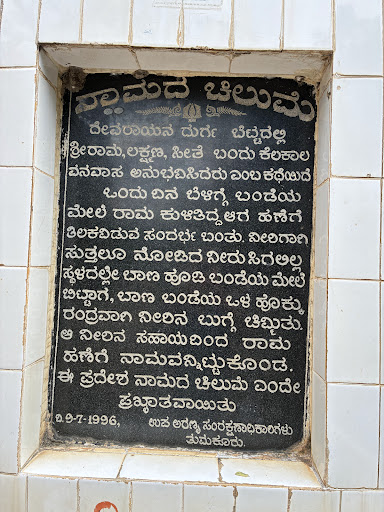 ನಾಮದ ಚಿಲುಮೆ
ದೇವರಾಯನ ದುರ್ಗ ಬೆಟ್ಟದಲ್ಲಿ
ಶ್ರೀರಾಮ, ಲಕ್ಷ್ಮಣ, ಸೀತೆ ಬಂದು ಕೆಲಕಾಲ
ವನವಾಸ ಅನುಭವಿಸಿದರು ಎಂಬ ಕಥೆಯಿದೆ
ಒಂದು ದಿನ ಬೆಳಿಗ್ಗೆ ಬಂಡೆಯ
ಮೇಲೆ ರಾಮ ಕುಳಿತಿದ್ದ ಆಗ ಹಣೆಗೆ
ತಿಲಕವಿಡುವ ಸಂದರ್ಭ ಬಂತು. ನೀರಿಗಾಗಿ
ಸುತ್ತಲೂ ನೋಡಿದ ನೀರು ಸಿಗಲಿಲ್ಲ
ಸ್ಥಳದಲ್ಲೇ ಬಾಣ ಹೂಡಿ ಬಂಡೆಯ ಮೇಲೆ
ಬಿಟ್ಟಾಗ, ಬಾಣ ಬಂಡೆಯ ಒಳ ಹೊಕ್ಕು
ರಂಧ್ರವಾಗಿ ನೀರಿನ ಬುಗ್ಗೆ ಚಿಮ್ಮಿತು.
ಆ ನೀರಿನ ಸಹಾಯದಿಂದ ರಾಮ
ಹಣೆಗೆ ನಾಮವನ್ನಿಟ್ಟುಕೊಂಡ.
ಈ ಪ್ರದೇಶ ನಾಮದ ಚಿಲುಮೆ ಎಂದೇ
ಪ್ರಖ್ಯಾತವಾಯಿತು
ದಿ.9-7-1996, ಉಪ ಅರಣ್ಯ ಸಂರಕ್ಷಣಾಧಿಕಾರಿಗಳು
ತುಮಕೂರು.